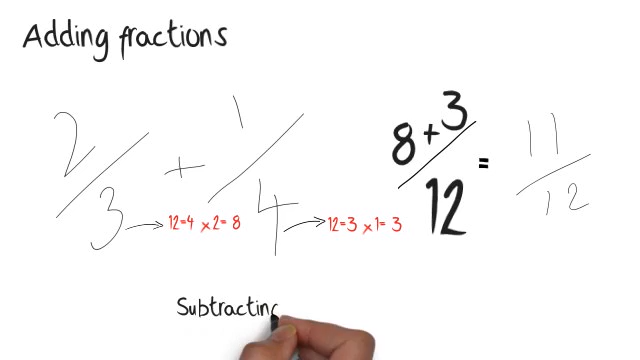 Adding fractions
2/3 + 1/4
8+3/12 = 11/12
12=4 x2= 8
12=3 x1= 3
Subtractin